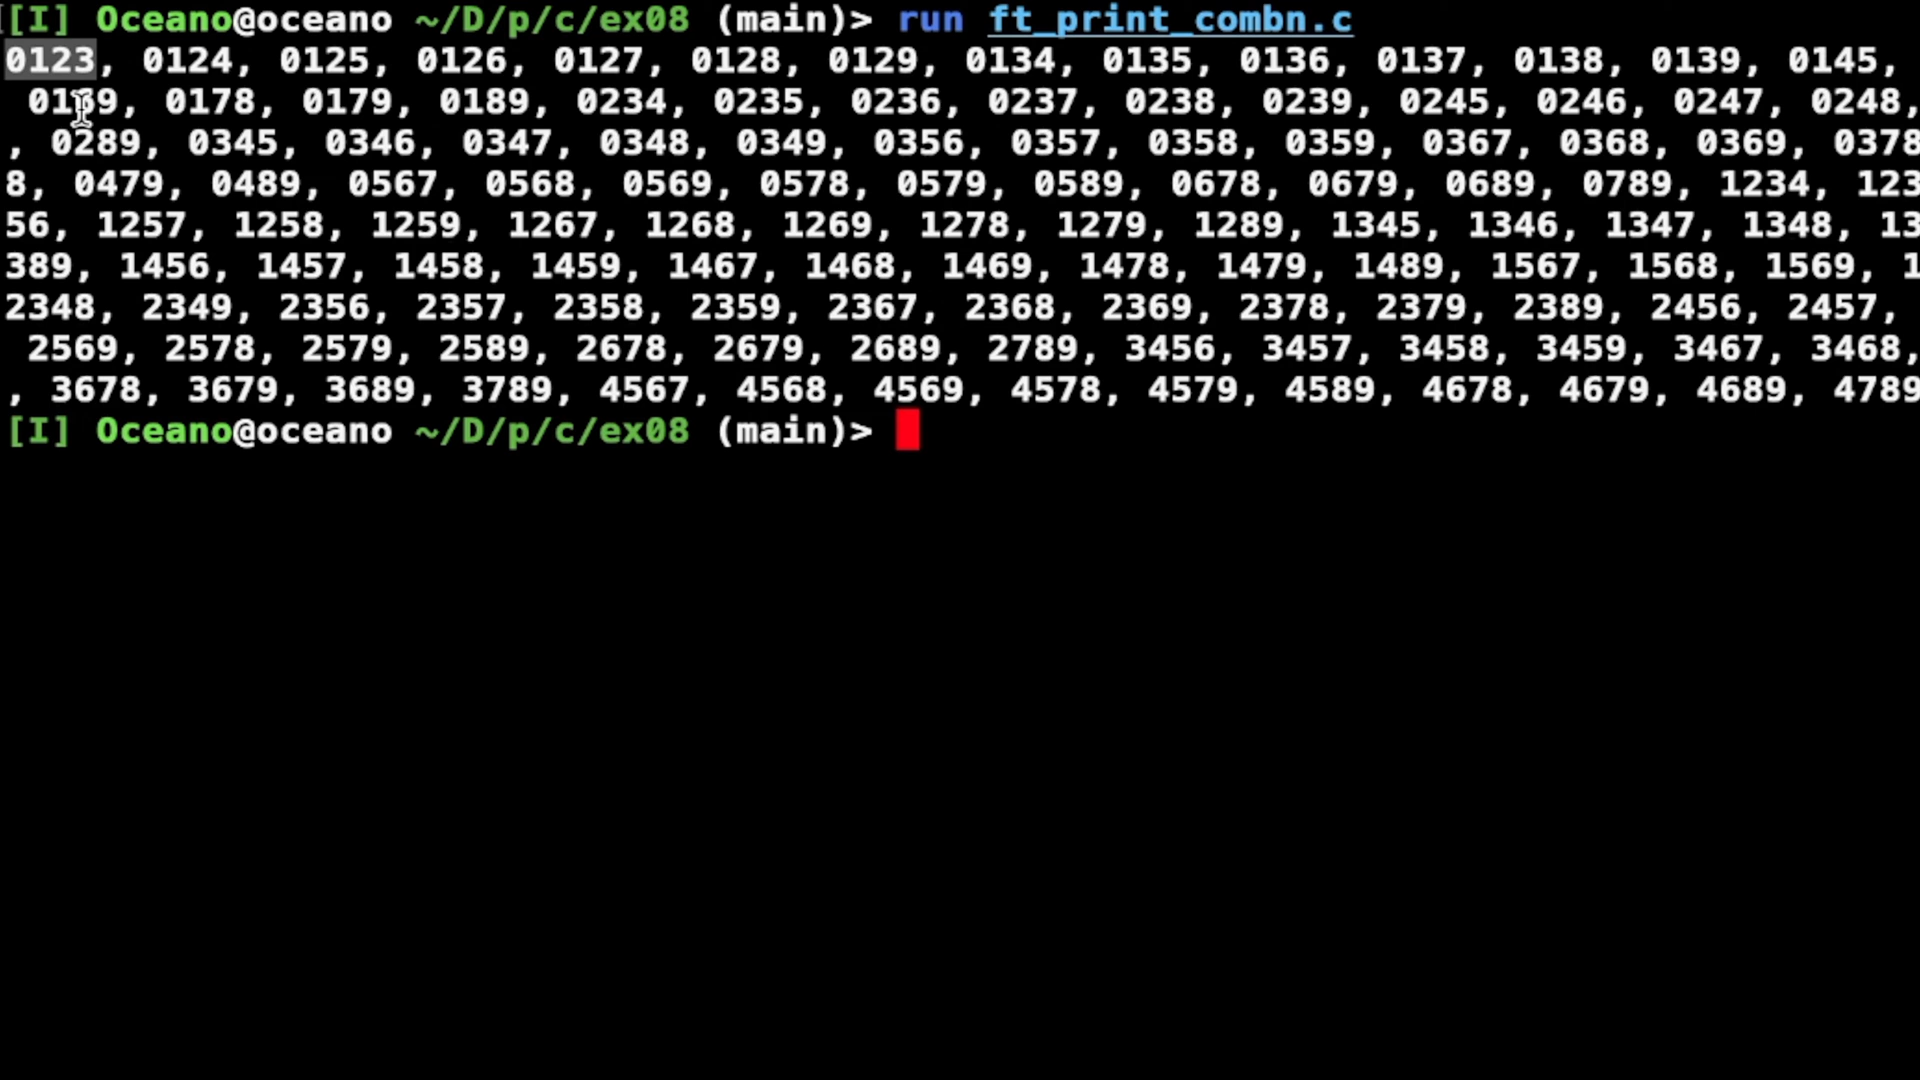 [I] Oceano@oceano ~/D/p/c/ex08 (main)> run ft_print_combn.c
0123, 0124, 0125, 0126, 0127, 0128, 0129, 0134, 0135, 0136, 0137, 0138, 0139, 0145,
0169, 0178, 0179, 0189, 0234, 0235, 0236, 0237, 0238, 0239, 0245, 0246, 0247, 0248,
, 0289, 0345, 0346, 0347, 0348, 0349, 0356, 0357, 0358, 0359, 0367, 0368, 0369, 0378
8, 0479, 0489, 0567, 0568, 0569, 0578, 0579, 0589, 0678, 0679, 0689, 0789, 1234, 123
56, 1257, 1258, 1259, 1267, 1268, 1269, 1278, 1279, 1289, 1345, 1346, 1347, 1348, 13
389, 1456, 1457, 1458, 1459, 1467, 1468, 1469, 1478, 1479, 1489, 1567, 1568, 1569, 1
2348, 2349, 2356, 2357, 2358, 2359, 2367, 2368, 2369, 2378, 2379, 2389, 2456, 2457,
2569, 2578, 2579, 2589, 2678, 2679, 2689, 2789, 3456, 3457, 3458, 3459, 3467, 3468,
, 3678, 3679, 3689, 3789, 4567, 4568, 4569, 4578, 4579, 4589, 4678, 4679, 4689, 4789
[I] Oceano@oceano ~/D/p/c/ex08 (main)>